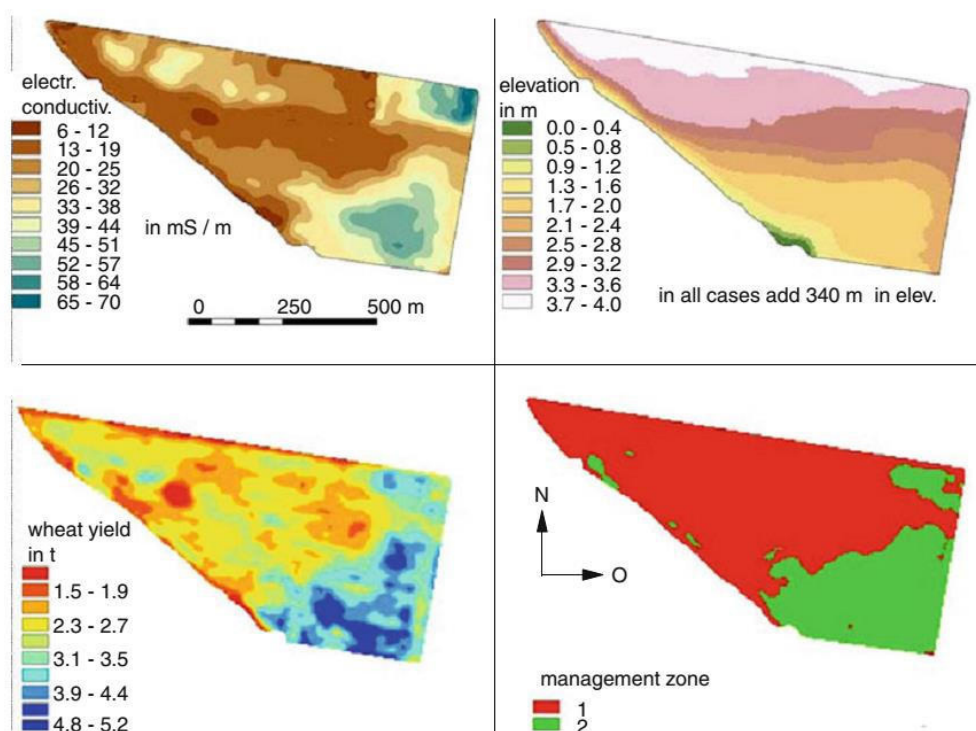 electr.
conductiv.
6 - 12
13 - 19
20 - 25
26 - 32
33 - 38
39 - 44
45 - 51
52 - 57
58 - 64
65 - 70
in mS / m
0 250 500 m
elevation
in m
0.0 - 0.4
0.5 - 0.8
0.9 - 1.2
1.3 - 1.6
1.7 - 2.0
2.1 - 2.4
2.5 - 2.8
2.9 - 3.2
3.3 - 3.6
3.7 - 4.0
in all cases add 340 m in elev.
wheat yield
in t
1.5 - 1.9
2.3 - 2.7
3.1 - 3.5
3.9 - 4.4
4.8 - 5.2
N
O
management zone
1
2